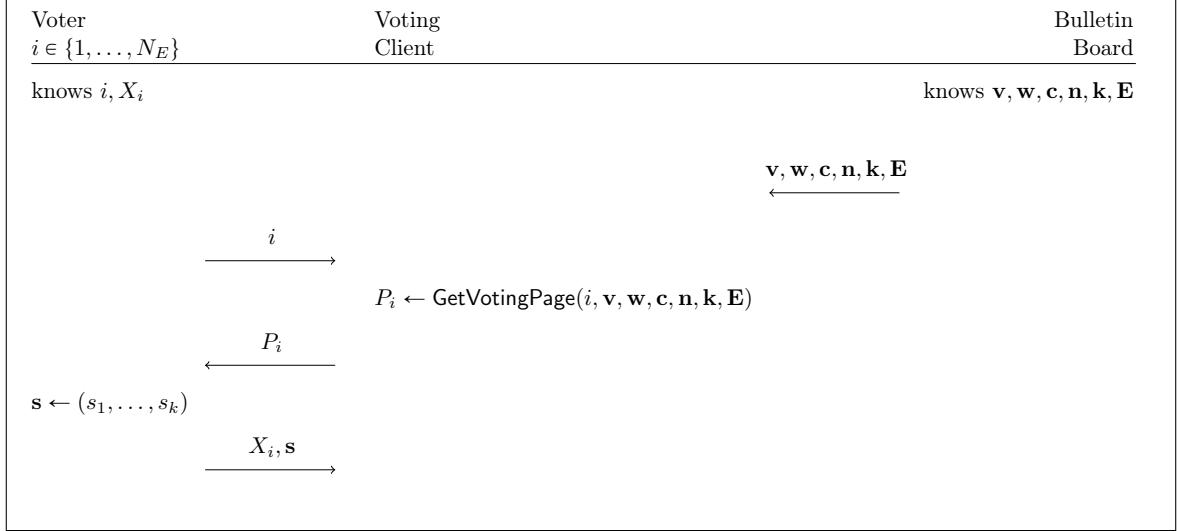 Voter Voting Bulletin
i ∈ {1, . . . , N_E} Client Board
knows i, X_i knows v, w, c, n, k, E
v, w, c, n, k, E
i
P_i ← GetVotingPage(i, v, w, c, n, k, E)
P_i
s ← (s_1, . . . , s_k)
X_i, s